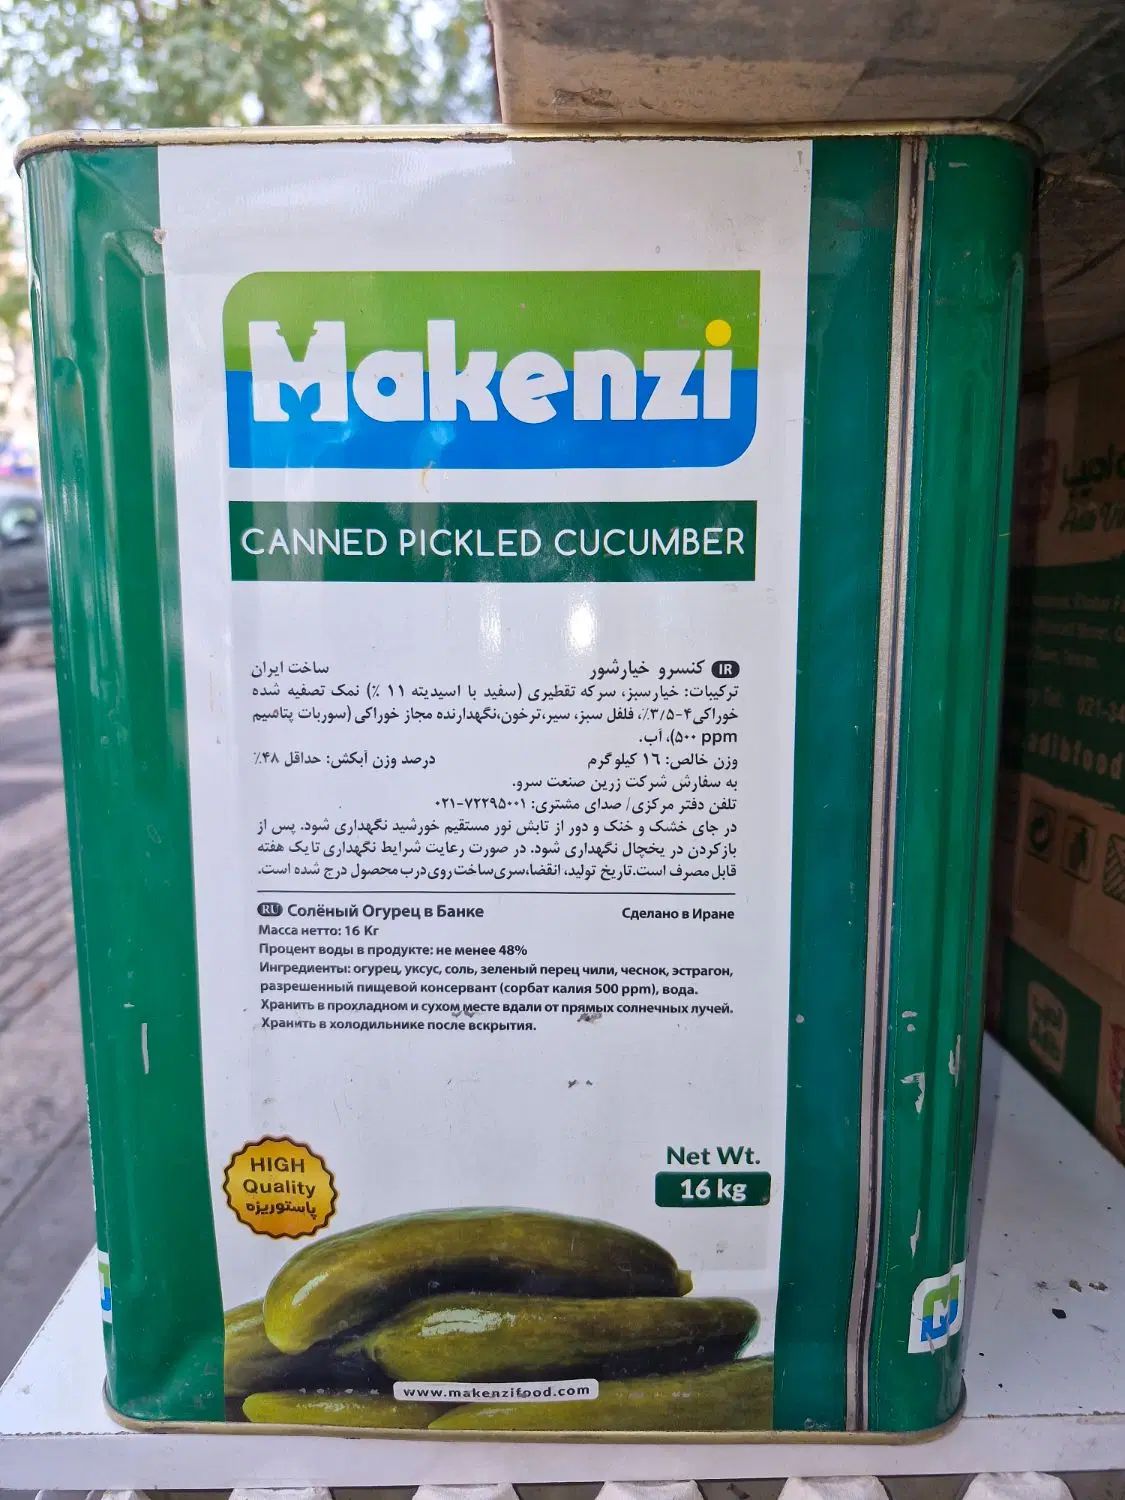 Makenzi
CANNED PICKLED CUCUMBER
IR کنسرو خیارشور ساخت ایران
ترکیبات: خیارسبز، سرکه تقطیری (سفید با اسیدیته ۱۱ ٪) نمک تصفیه شده
خوراکی۴-۳/۵٪، فلفل سبز، سیر،ترخون،نگهدارنده مجاز خوراکی (سوربات پتاسیم
۵۰۰ ppm)، آب.
وزن خالص: ۱۶ کیلوگرم درصد وزن آبکش: حداقل ۴۸٪
به سفارش شرکت زرین صنعت سرو.
تلفن دفتر مرکزی/ صدای مشتری: ۷۲۲۹۵۰۰۱-۰۲۱
در جای خشک و خنک و دور از تابش نور مستقیم خورشید نگهداری شود. پس از
بازکردن در یخچال نگهداری شود. در صورت رعایت شرایط نگهداری تا یک هفته
قابل مصرف است.تاریخ تولید، انقضا،سری‌ساخت روی درب محصول درج شده است.
RU Солёный Огурец в Банке Сделано в Иране
Масса нетто: 16 Kг
Процент воды в продукте: не менее 48%
Ингредиенты: огурец, уксус, соль, зеленый перец чили, чеснок, эстрагон,
разрешенный пищевой консервант (сорбат калия 500 ppm), вода.
Хранить в прохладном и сухом месте вдали от прямых солнечных лучей.
Хранить в холодильнике после вскрытия.
HIGH
Quality
پاستوریزه
Net Wt.
16 kg
www.makenzifood.com